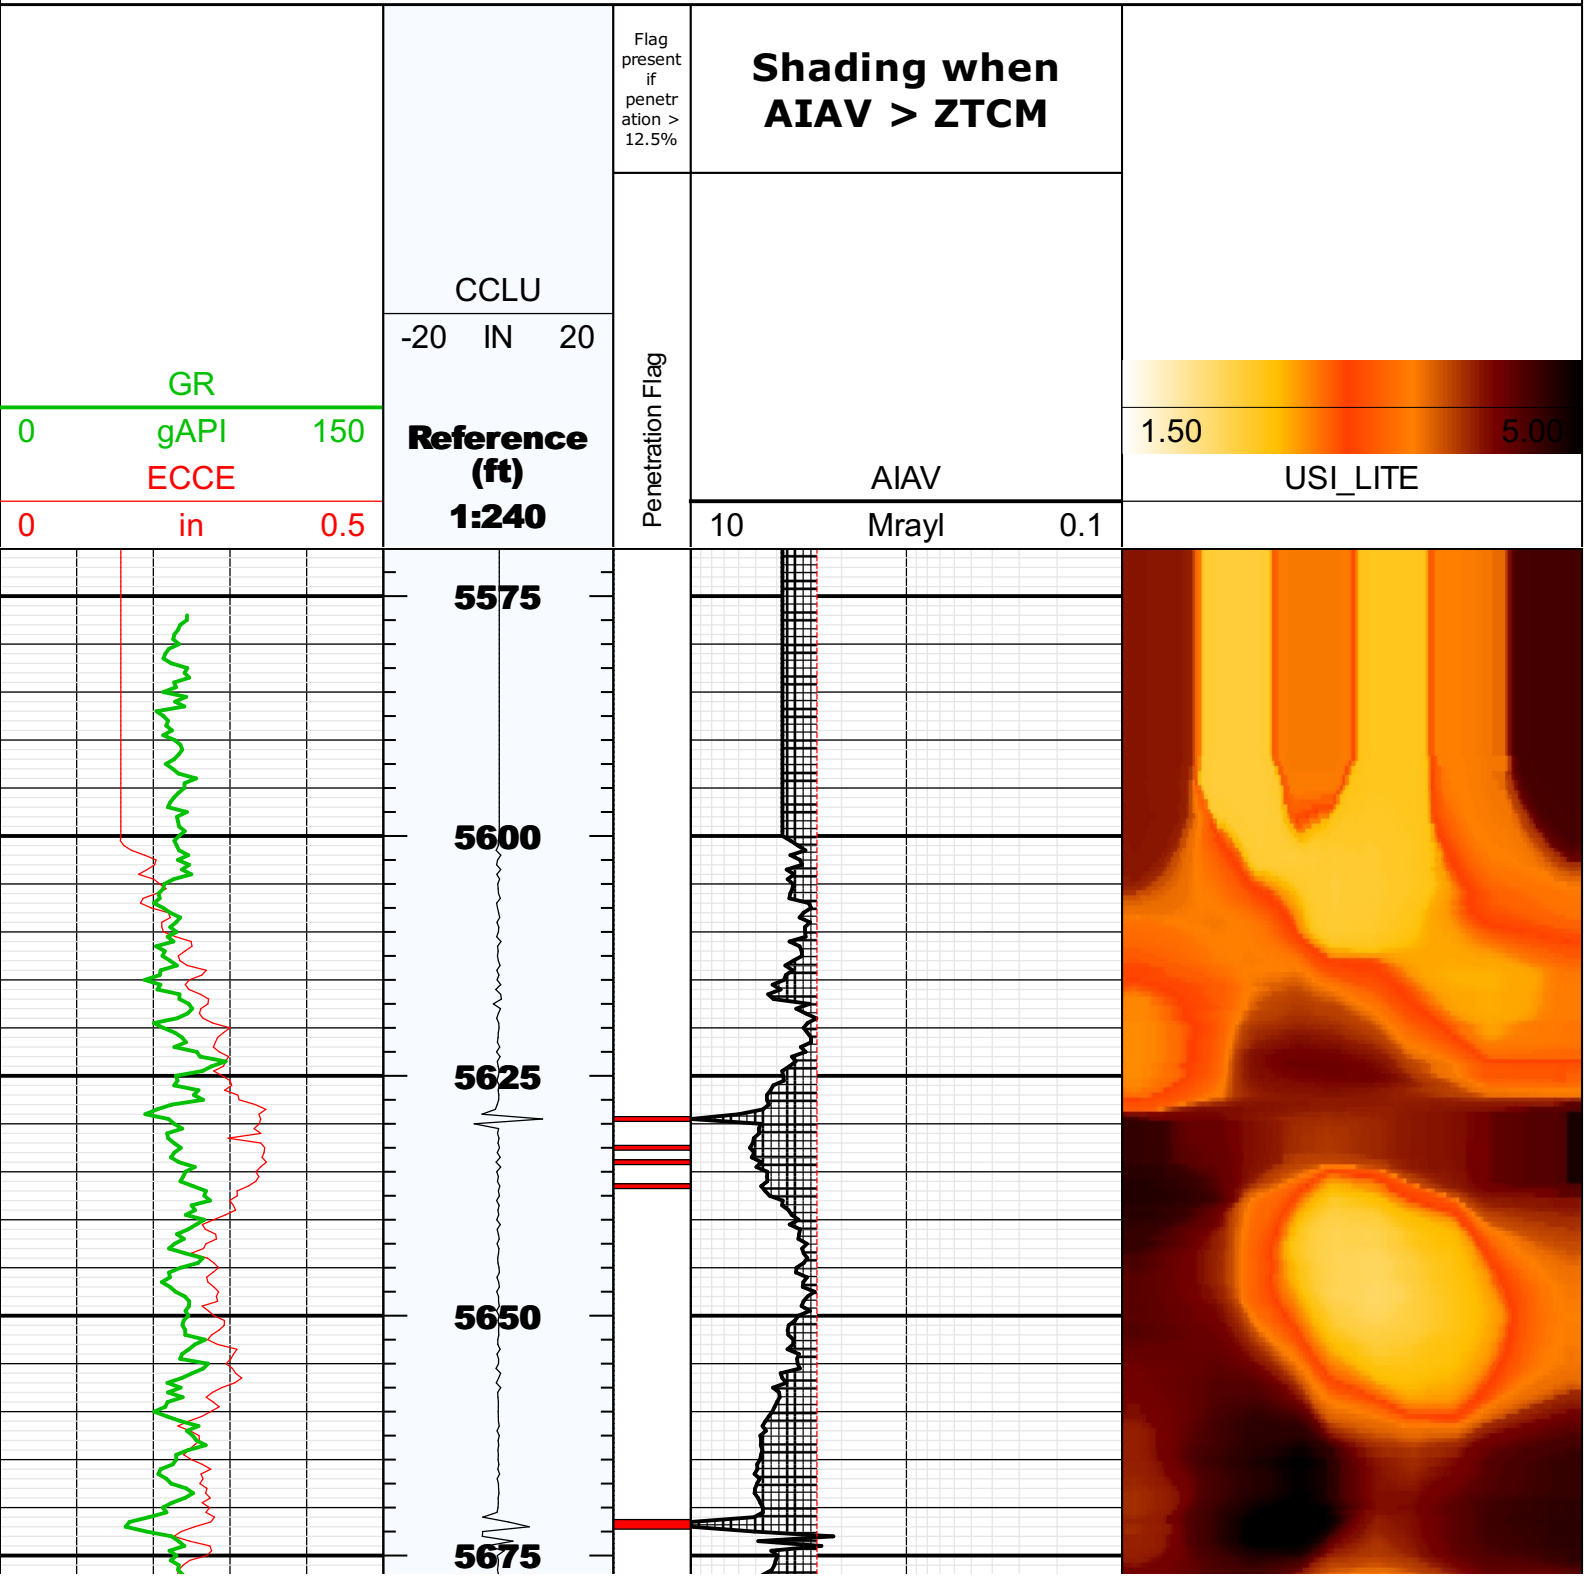 Flag
present
if
penetr
ation >
12.5%
Shading when
AIAV > ZTCM
CCLU
-20 IN 20
GR
0 gAPI 150
ECCE
0 in 0.5
Reference
(ft)
1:240
Penetration Flag
AIAV
10 Mrayl 0.1
1.50 5.00
USI_LITE
5575
5600
5625
5650
5675